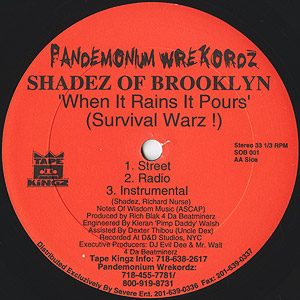 PANDEMONIUM WREKORDZ
SHADEZ OF BROOKLYN
'When It Rains It Pours'
(Survival Warz !)
Stereo 33 1/3 RPM
SOB 001
AA Side
TAPE
KINGZ
1. Street
2. Radio
3. Instrumental
(Shadez, Richard Nurse)
Notes Of Wisdom Music (ASCAP)
Produced by Rich Blak 4 Da Beatminerz
Engineered by Kieran "Pimp Daddy" Walsh
Assisted By Dexter Thibou (Uncle Dex)
Recorded At D&D Studios, NYC
Executive Producers: DJ Evil Dee & Mr. Walt
4 Da Beatminerz
Tape Kingz Info: 718-638-2617
Pandemonium Wrekordz:
718-455-7781/
800-919-8731
Distributed Exclusively By Severe Ent. 201-639-0336 Fax: 201-639-0337